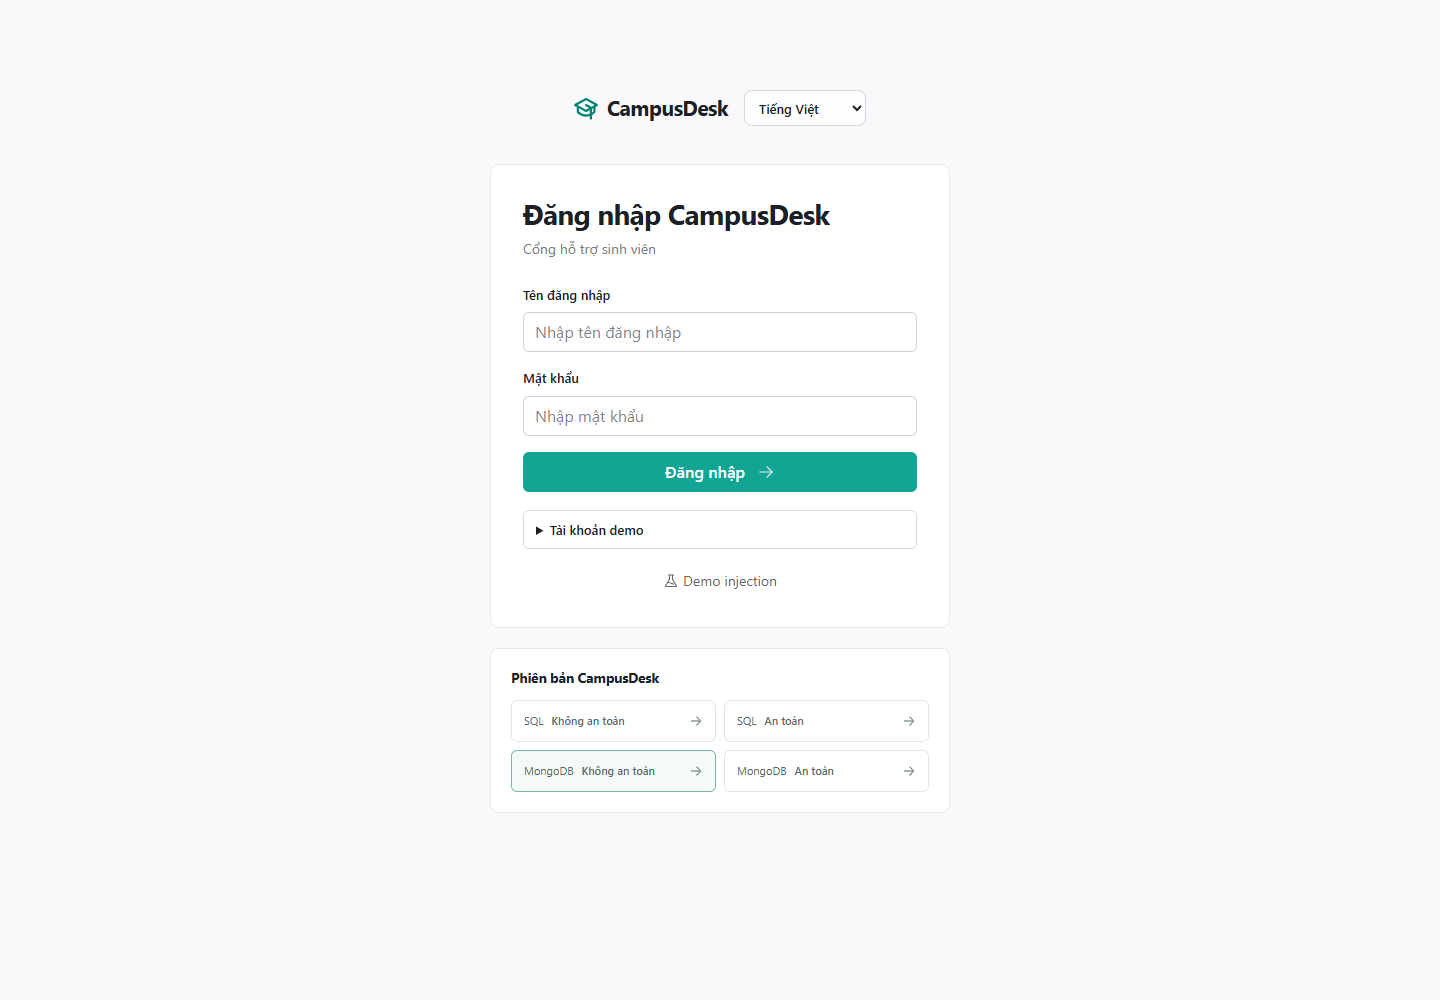 CampusDesk
Tiếng Việt
Đăng nhập CampusDesk
Cổng hỗ trợ sinh viên
Tên đăng nhập
Nhập tên đăng nhập
Mật khẩu
Nhập mật khẩu
Đăng nhập
Tài khoản demo
Demo injection
Phiên bản CampusDesk
SQL Không an toàn
SQL An toàn
MongoDB Không an toàn
MongoDB An toàn